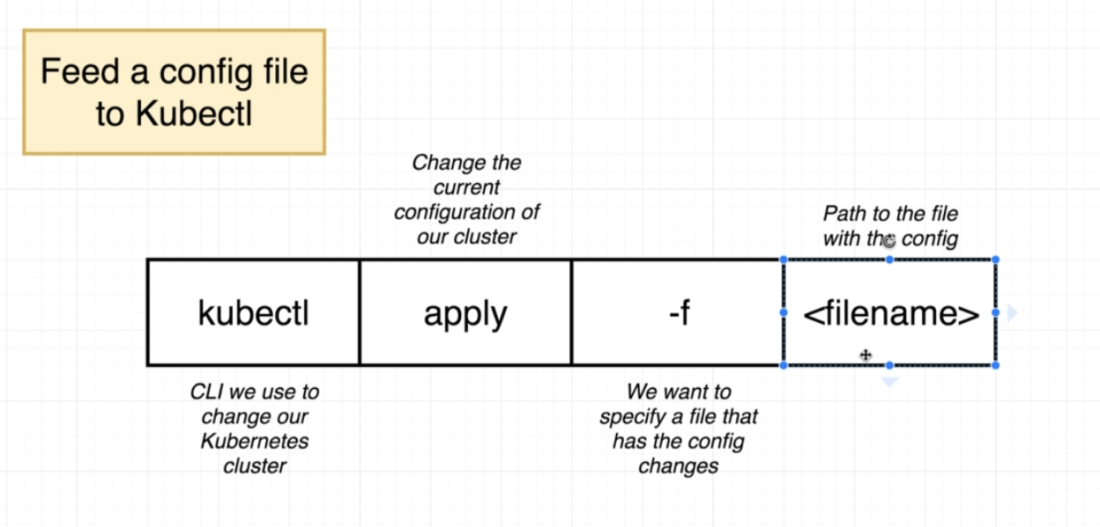 Feed a config file
to Kubectl
Change the
current
configuration of
our cluster
Path to the file
with the config
kubectl
apply
-f
<filename>
CLI we use to
change our
Kubernetes
cluster
We want to
specify a file that
has the config
changes